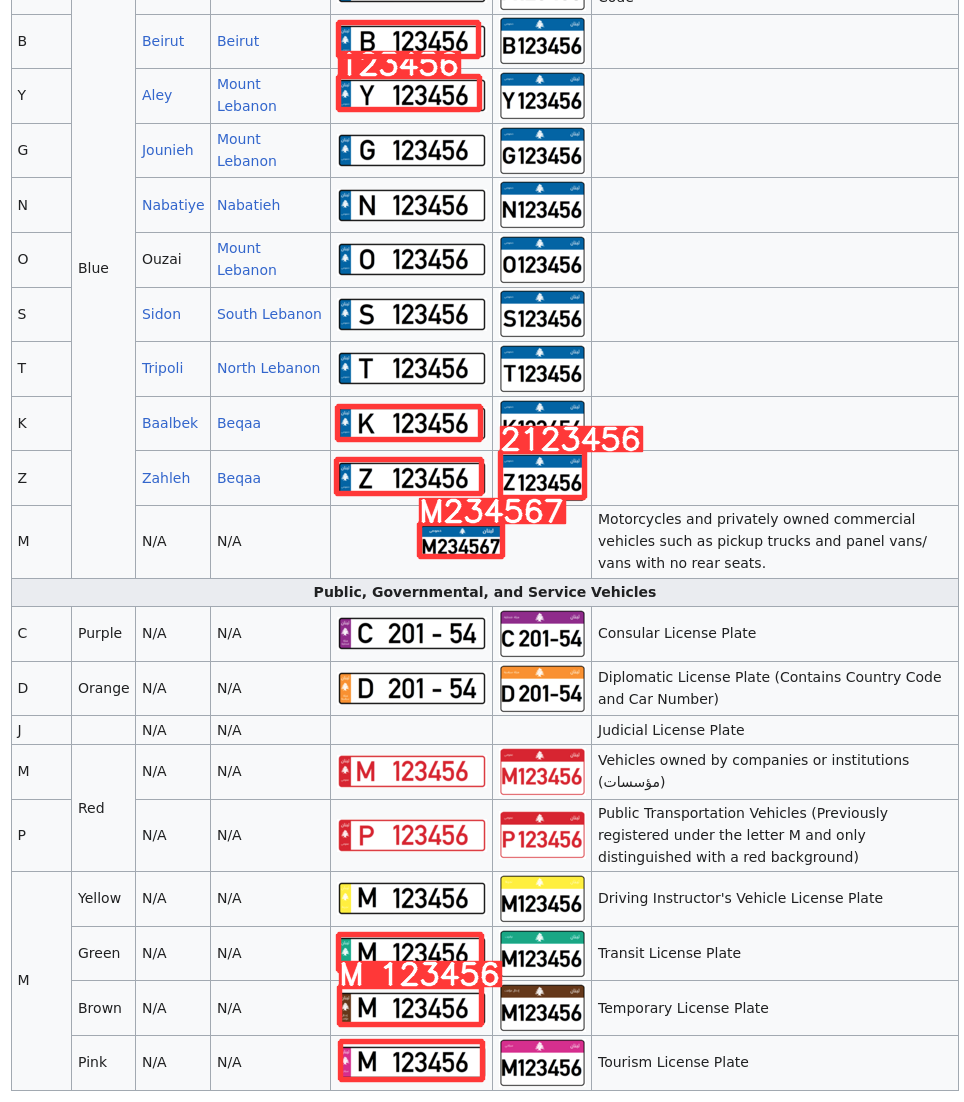 Code
B Beirut Beirut B 123456 B123456
123456
Y Aley Mount Lebanon Y 123456 Y123456
G Jounieh Mount Lebanon G 123456 G123456
N Nabatiye Nabatieh N 123456 N123456
Blue
O Ouzai Mount Lebanon O 123456 O123456
S Sidon South Lebanon S 123456 S123456
T Tripoli North Lebanon T 123456 T123456
K Baalbek Beqaa K 123456
2123456
Z Zahleh Beqaa Z 123456 Z123456
M234567
M N/A N/A M234567
Motorcycles and privately owned commercial
vehicles such as pickup trucks and panel vans/
vans with no rear seats.
Public, Governmental, and Service Vehicles
C Purple N/A N/A C 201 - 54 C 201-54 Consular License Plate
D Orange N/A N/A D 201 - 54 D 201-54 Diplomatic License Plate (Contains Country Code
and Car Number)
J N/A N/A Judicial License Plate
M Red N/A N/A M 123456 M123456 Vehicles owned by companies or institutions
(مؤسسات)
P N/A N/A P 123456 P123456 Public Transportation Vehicles (Previously
registered under the letter M and only
distinguished with a red background)
M Yellow N/A N/A M 123456 M123456 Driving Instructor's Vehicle License Plate
Green N/A N/A M 123456 M123456 Transit License Plate
M 123456
Brown N/A N/A M 123456 M123456 Temporary License Plate
Pink N/A N/A M 123456 M123456 Tourism License Plate